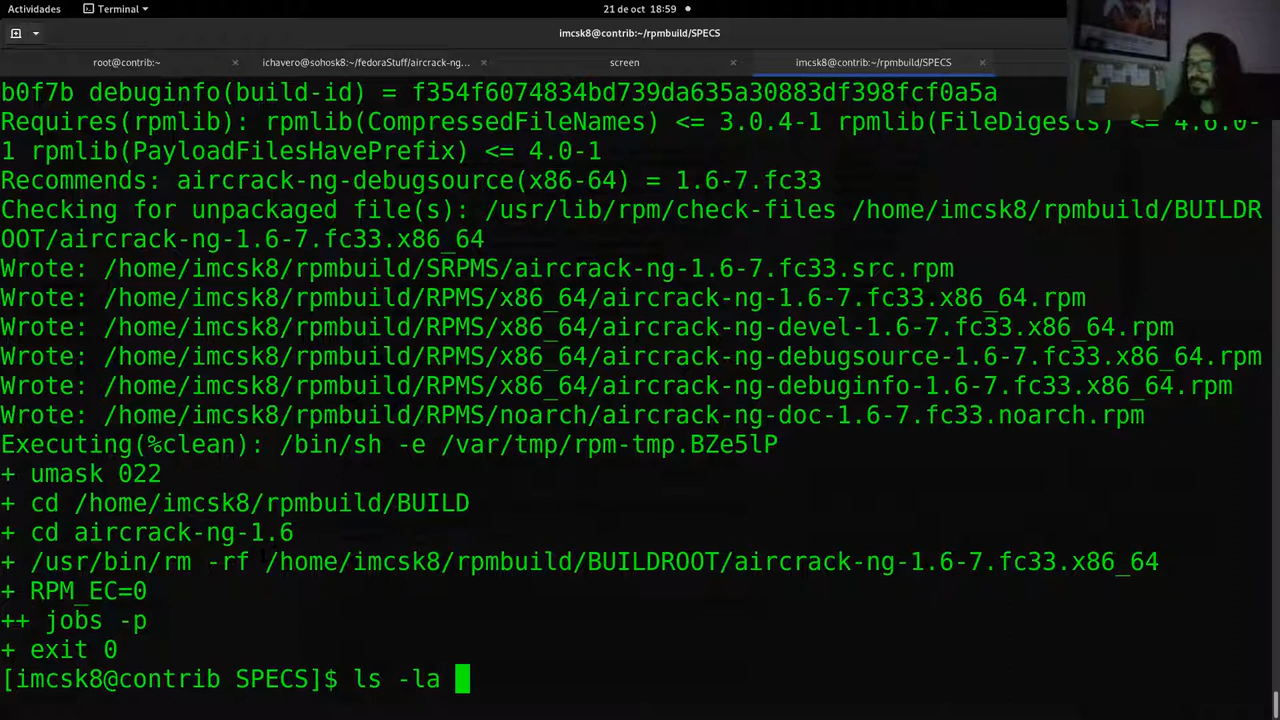 Actividades Terminal 21 de oct 18:59
imcsk8@contrib:~/rpmbuild/SPECS
root@contrib:~ × ichavero@sohosk8:~/fedoraStuff/aircrack-ng... × screen × imcsk8@contrib:~/rpmbuild/SPECS ×
b0f7b debuginfo(build-id) = f354f6074834bd739da635a30883df398fcf0a5a
Requires(rpmlib): rpmlib(CompressedFileNames) <= 3.0.4-1 rpmlib(FileDigests) <= 4.6.0-
1 rpmlib(PayloadFilesHavePrefix) <= 4.0-1
Recommends: aircrack-ng-debugsource(x86-64) = 1.6-7.fc33
Checking for unpackaged file(s): /usr/lib/rpm/check-files /home/imcsk8/rpmbuild/BUILDR
OOT/aircrack-ng-1.6-7.fc33.x86_64
Wrote: /home/imcsk8/rpmbuild/SRPMS/aircrack-ng-1.6-7.fc33.src.rpm
Wrote: /home/imcsk8/rpmbuild/RPMS/x86_64/aircrack-ng-1.6-7.fc33.x86_64.rpm
Wrote: /home/imcsk8/rpmbuild/RPMS/x86_64/aircrack-ng-devel-1.6-7.fc33.x86_64.rpm
Wrote: /home/imcsk8/rpmbuild/RPMS/x86_64/aircrack-ng-debugsource-1.6-7.fc33.x86_64.rpm
Wrote: /home/imcsk8/rpmbuild/RPMS/x86_64/aircrack-ng-debuginfo-1.6-7.fc33.x86_64.rpm
Wrote: /home/imcsk8/rpmbuild/RPMS/noarch/aircrack-ng-doc-1.6-7.fc33.noarch.rpm
Executing(%clean): /bin/sh -e /var/tmp/rpm-tmp.BZe5lP
+ umask 022
+ cd /home/imcsk8/rpmbuild/BUILD
+ cd aircrack-ng-1.6
+ /usr/bin/rm -rf /home/imcsk8/rpmbuild/BUILDROOT/aircrack-ng-1.6-7.fc33.x86_64
+ RPM_EC=0
++ jobs -p
+ exit 0
[imcsk8@contrib SPECS]$ ls -la